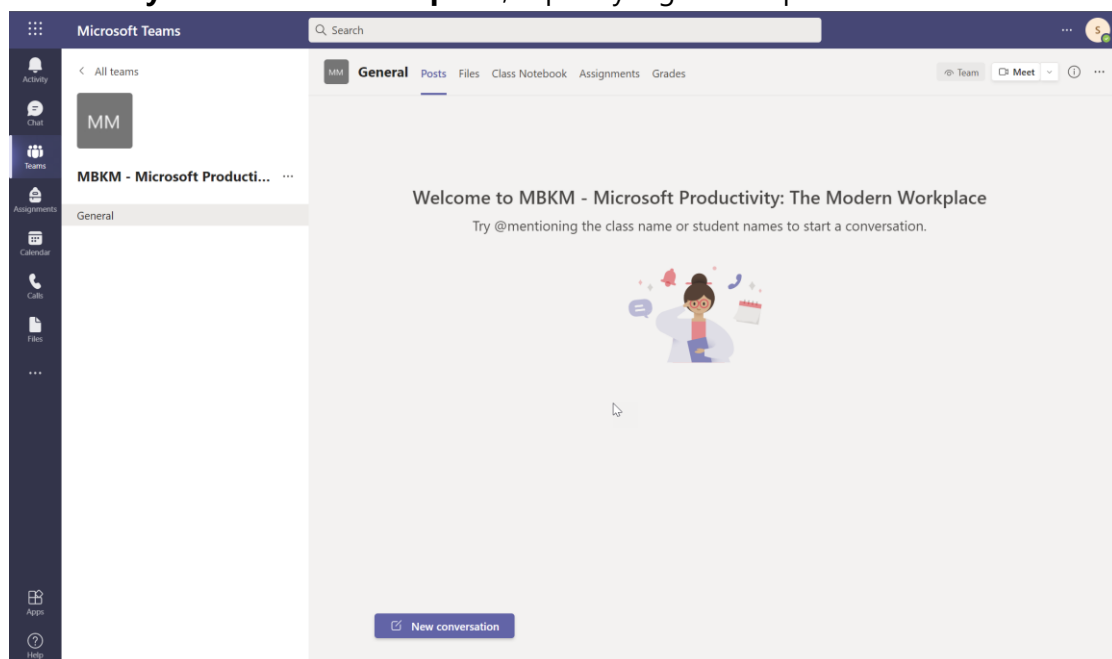 Microsoft Teams
Search
S
Activity
Chat
Teams
Assignments
Calendar
Calls
Files
Apps
Help
All teams
MM
MBKM - Microsoft Producti...
General
MM General Posts Files Class Notebook Assignments Grades
Team Meet
Welcome to MBKM - Microsoft Productivity: The Modern Workplace
Try @mentioning the class name or student names to start a conversation.
New conversation